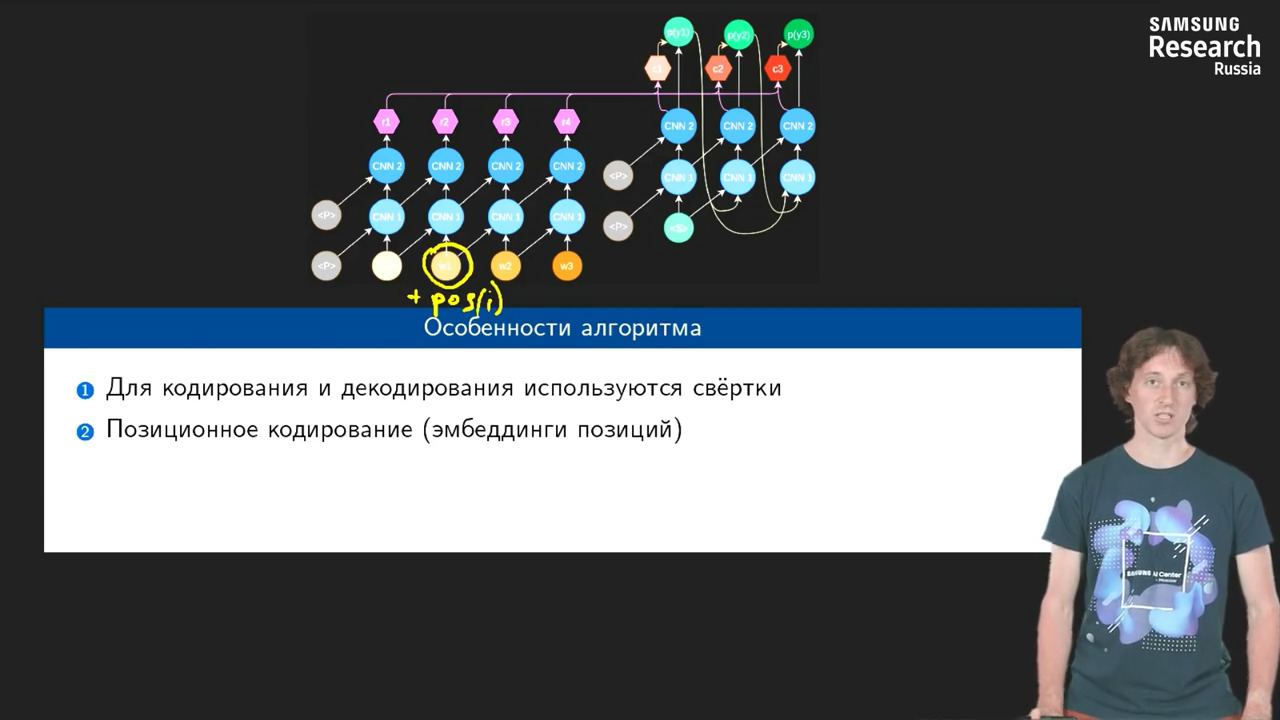 SAMSUNG
Research
Russia
p(y1) p(y2) p(y3)
c1 c2 c3
r1 r2 r3 r4
CNN 2 CNN 2 CNN 2
CNN 2 CNN 2 CNN 2 CNN 2
<P> CNN 1 CNN 1 CNN 1
<P> CNN 1 CNN 1 CNN 1 CNN 1
<P> <S>
<P> w1 w2 w3
+ pos(i)
Особенности алгоритма
1 Для кодирования и декодирования используются свёртки
2 Позиционное кодирование (эмбеддинги позиций)
SAMSUNG AI Center